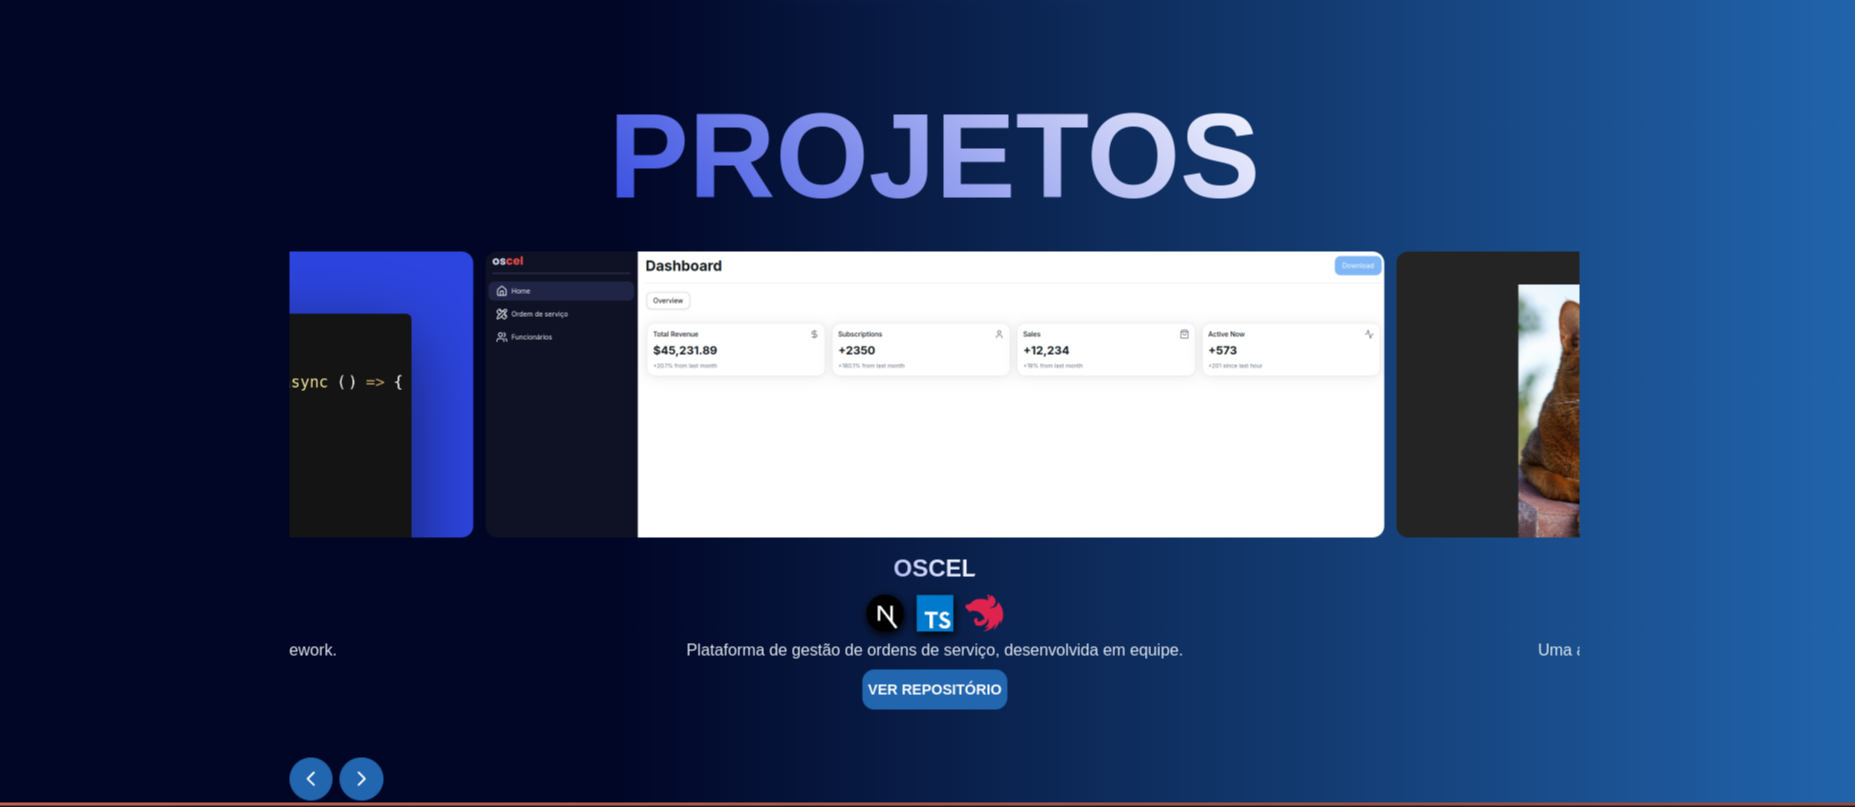 PROJETOS
sync () => {
oscel
Home
Ordem de serviço
Funcionários
Dashboard
Download
Overview
Total Revenue
$45,231.89
+20.1% from last month
Subscriptions
+2350
+180.1% from last month
Sales
+12,234
+19% from last month
Active Now
+573
+201 since last hour
OSCEL
N
TS
ework.
Plataforma de gestão de ordens de serviço, desenvolvida em equipe.
Uma a
VER REPOSITÓRIO